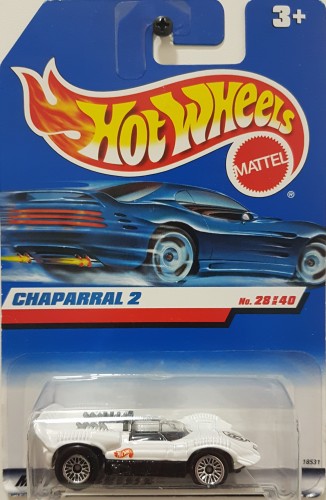 3+
Hot Wheels
MATTEL
®
CHAPARRAL 2
No. 28 OF 40
18531